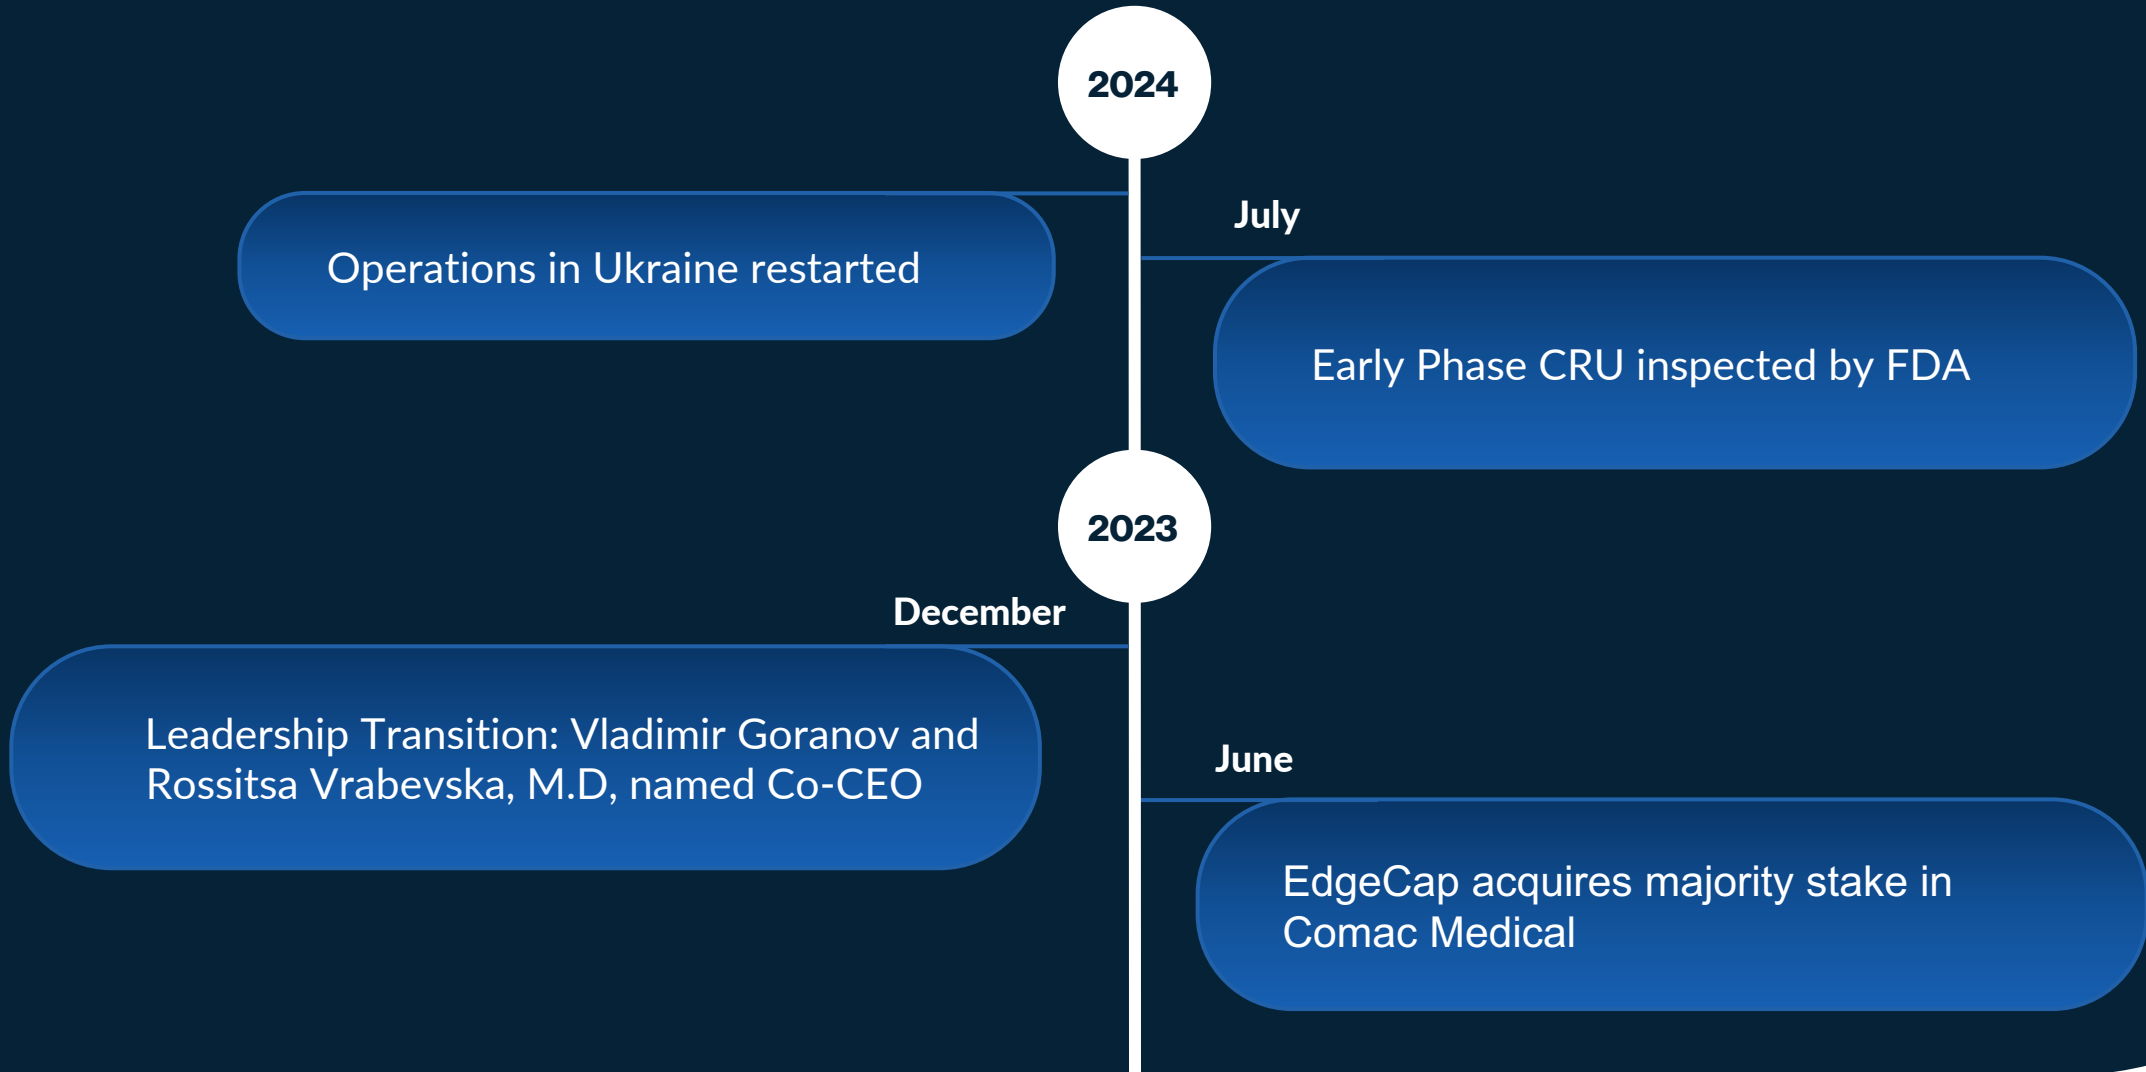 2024
Operations in Ukraine restarted
July
Early Phase CRU inspected by FDA
2023
December
Leadership Transition: Vladimir Goranov and
Rossitsa Vrabevska, M.D, named Co-CEO
June
EdgeCap acquires majority stake in
Comac Medical